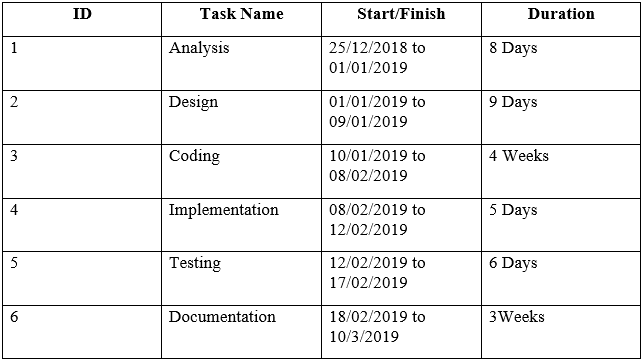 ID Task Name Start/Finish Duration
1 Analysis 25/12/2018 to 8 Days
01/01/2019
2 Design 01/01/2019 to 9 Days
09/01/2019
3 Coding 10/01/2019 to 4 Weeks
08/02/2019
4 Implementation 08/02/2019 to 5 Days
12/02/2019
5 Testing 12/02/2019 to 6 Days
17/02/2019
6 Documentation 18/02/2019 to 3Weeks
10/3/2019